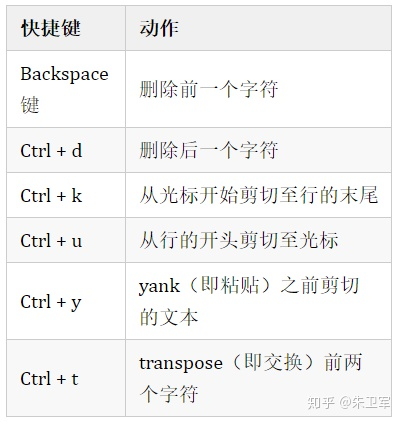 快捷键 动作
Backspace 键 删除前一个字符
Ctrl + d 删除后一个字符
Ctrl + k 从光标开始剪切至行的末尾
Ctrl + u 从行的开头剪切至光标
Ctrl + y yank（即粘贴）之前剪切
的文本
Ctrl + t transpose（即交换）前两
个字符
知乎 @朱卫军